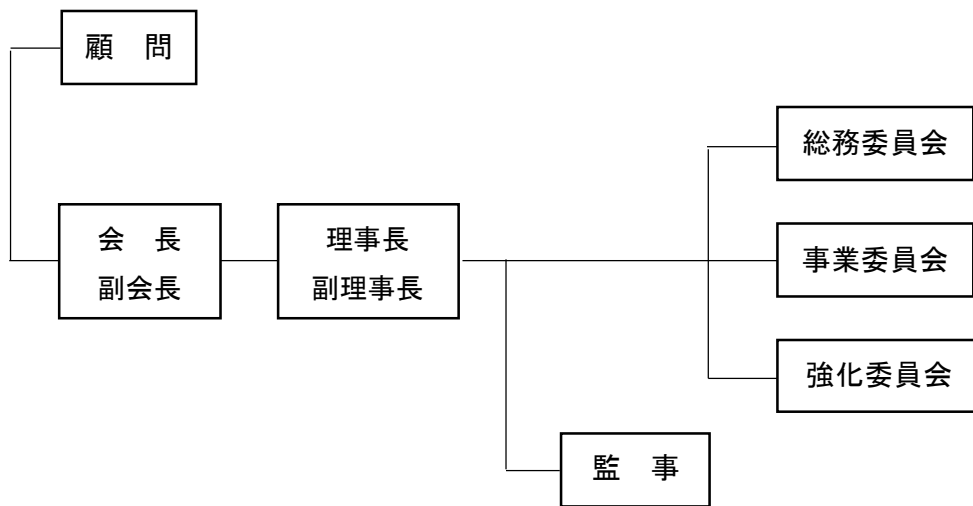 顧　問
会　長
副会長
理事長
副理事長
総務委員会
事業委員会
強化委員会
監　事